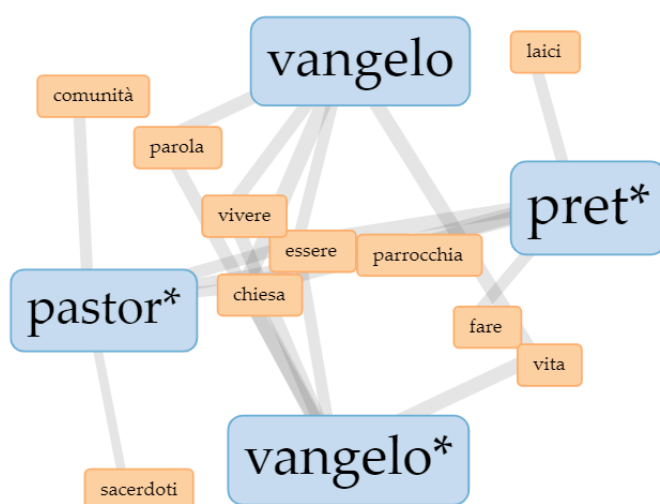 vangelo
laici
comunità
parola
pret*
vivere
essere
parrocchia
chiesa
pastor*
fare
vita
vangelo*
sacerdoti